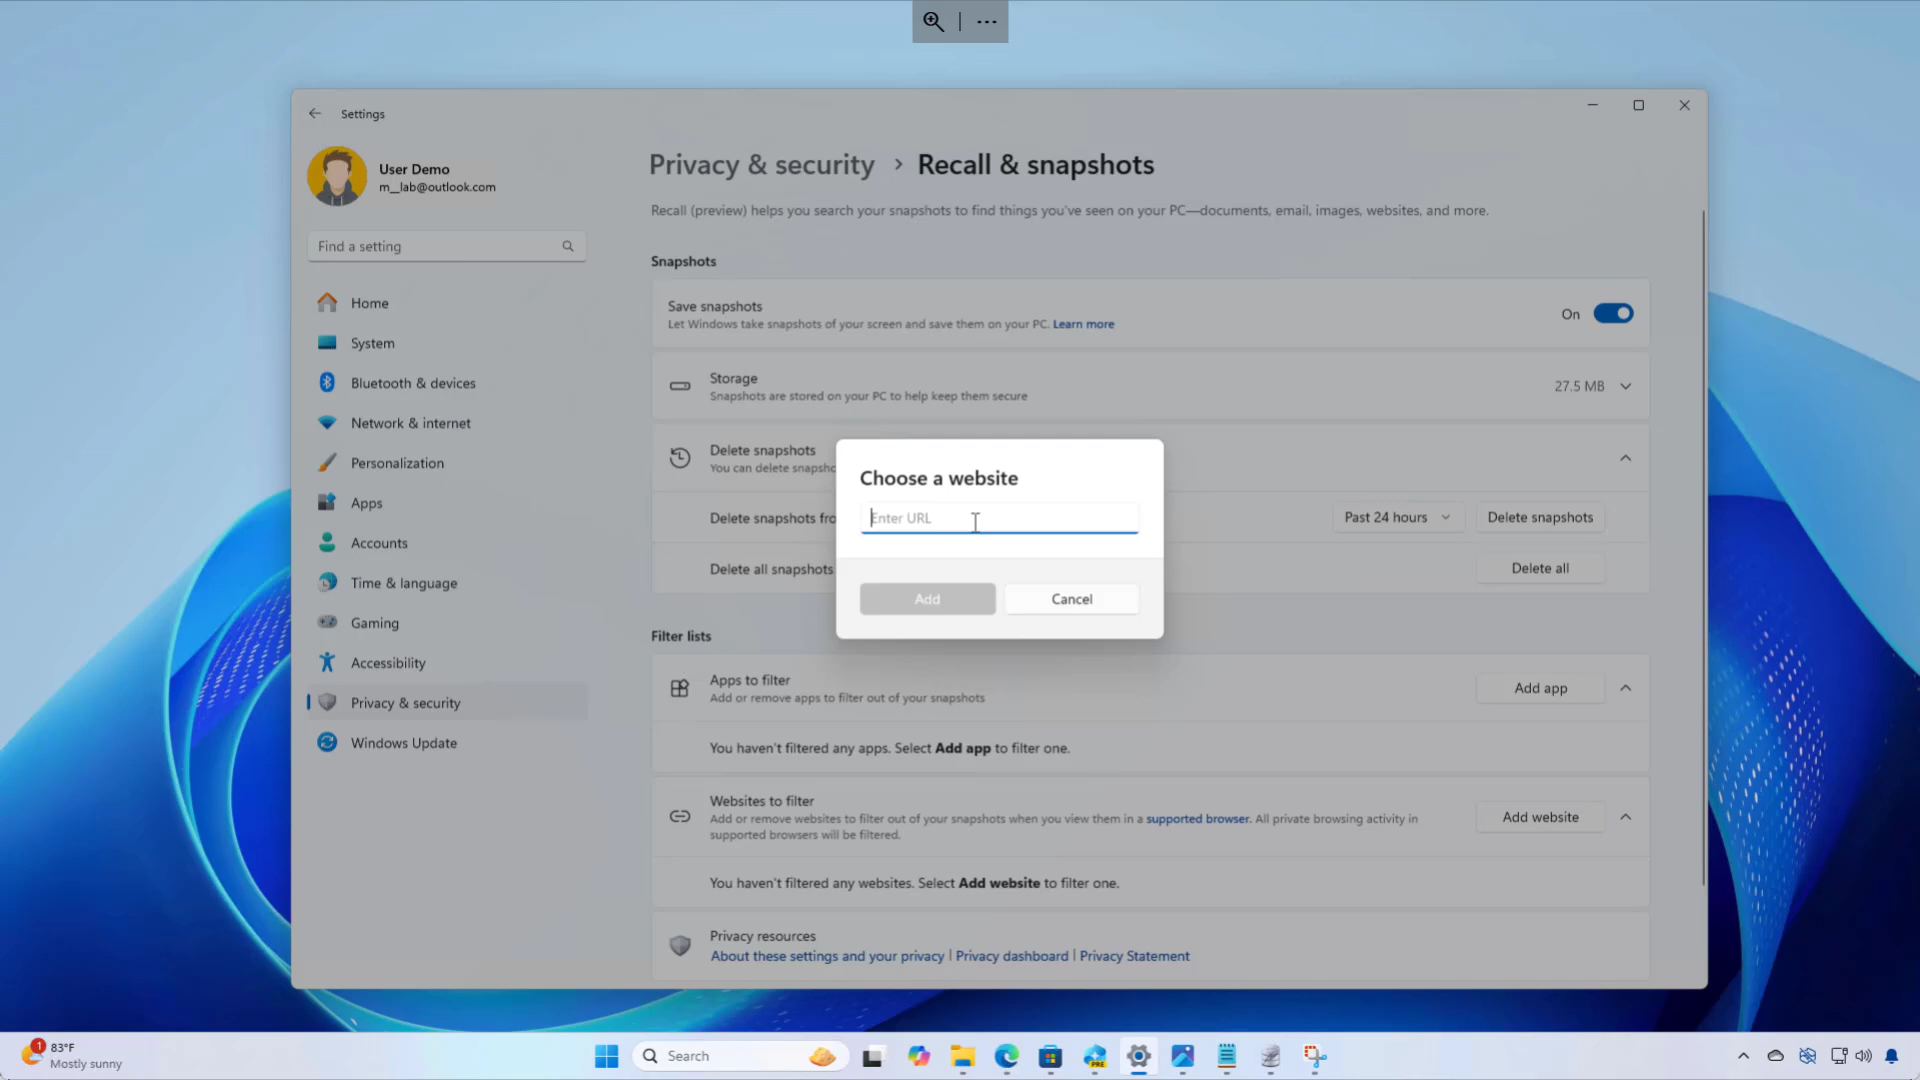 Settings
User Demo
m__lab@outlook.com
Find a setting
Home
System
Bluetooth & devices
Network & internet
Personalization
Apps
Accounts
Time & language
Gaming
Accessibility
Privacy & security
Windows Update
Privacy & security > Recall & snapshots
Recall (preview) helps you search your snapshots to find things you've seen on your PC—documents, email, images, websites, and more.
Snapshots
Save snapshots
Let Windows take snapshots of your screen and save them on your PC. Learn more
On
Storage
Snapshots are stored on your PC to help keep them secure
27.5 MB
Delete snapshots
You can delete
Delete snapshots
Past 24 hours
Delete snapshots
Delete all snapshots
Delete all
Choose a website
Enter URL
Add
Cancel
Filter lists
Apps to filter
Add or remove apps to filter out of your snapshots
Add app
You haven't filtered any apps. Select Add app to filter one.
Websites to filter
Add or remove websites to filter out of your snapshots when you view them in a supported browser. All private browsing activity in
supported browsers will be filtered.
Add website
You haven't filtered any websites. Select Add website to filter one.
Privacy resources
About these settings and your privacy | Privacy dashboard | Privacy Statement
1
83°F
Mostly sunny
Search
PRE